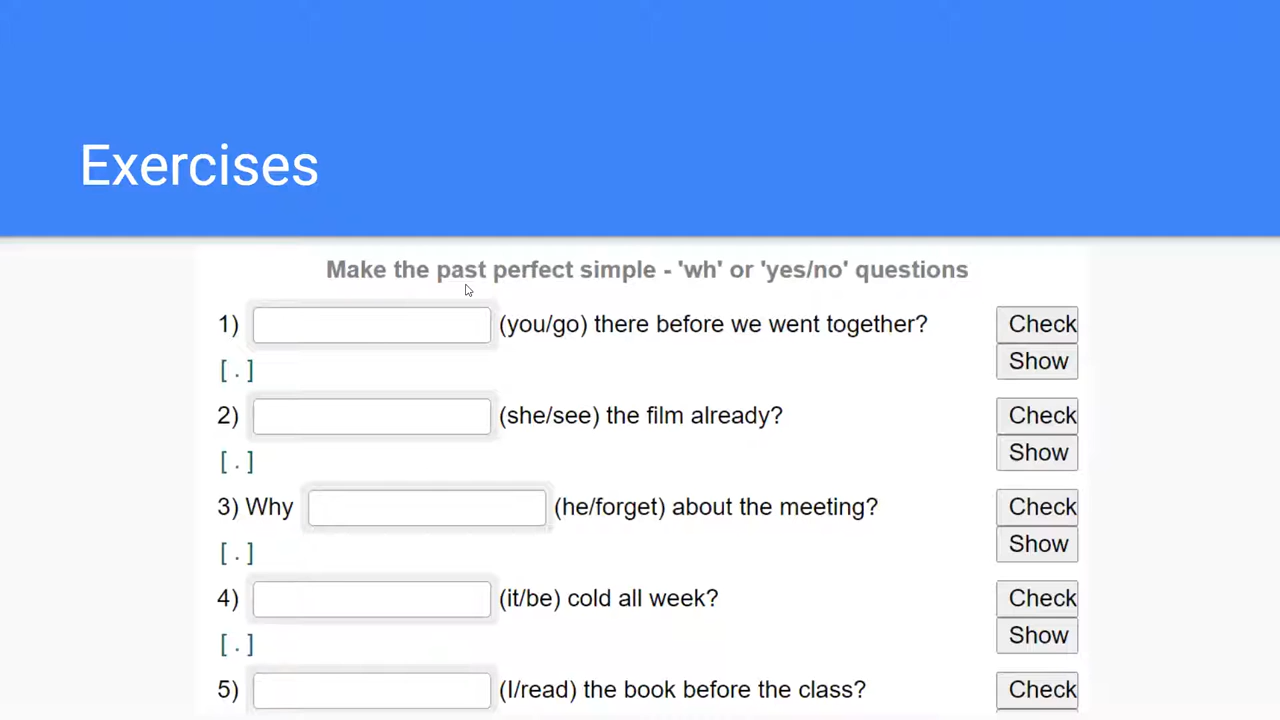 Exercises
Make the past perfect simple - 'wh' or 'yes/no' questions
1) (you/go) there before we went together? Check
[ . ] Show
2) (she/see) the film already? Check
[ . ] Show
3) Why (he/forget) about the meeting? Check
[ . ] Show
4) (it/be) cold all week? Check
[ . ] Show
5) (I/read) the book before the class? Check